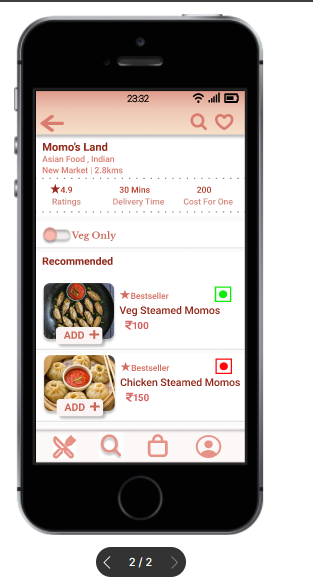 23:32
Momo's Land
Asian Food , Indian
New Market | 2.8kms
★4.9 30 Mins 200
Ratings Delivery Time Cost For One
Veg Only
Recommended
★Bestseller
Veg Steamed Momos
₹100
ADD +
★Bestseller
Chicken Steamed Momos
₹150
ADD +
2 / 2